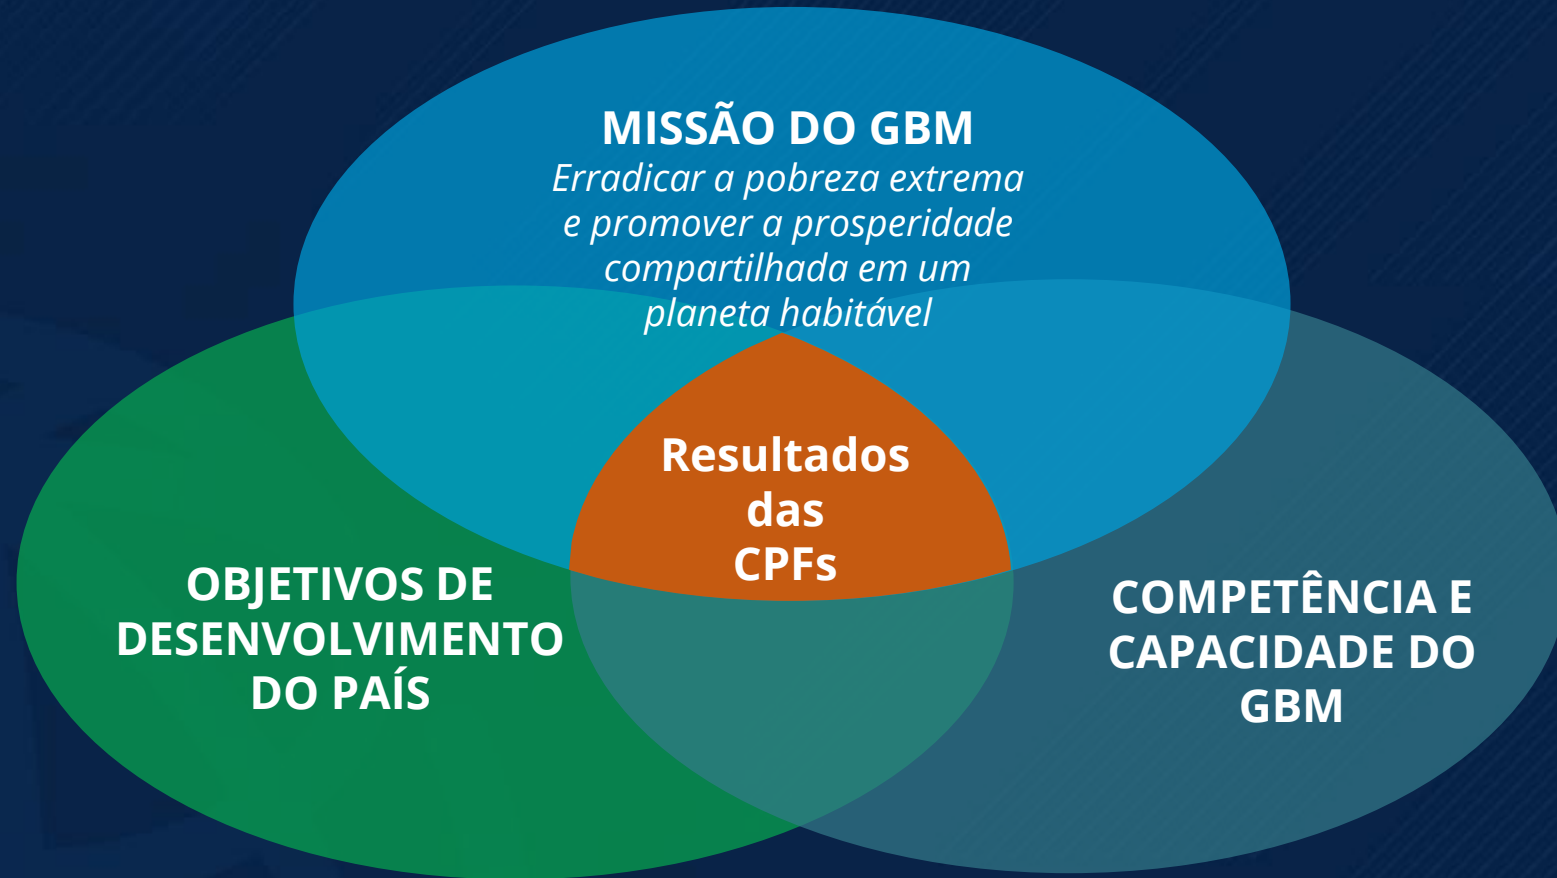 MISSÃO DO GBM
Erradicar a pobreza extrema
e promover a prosperidade
compartilhada em um
planeta habitável
Resultados
das
CPFs
OBJETIVOS DE
DESENVOLVIMENTO
DO PAÍS
COMPETÊNCIA E
CAPACIDADE DO
GBM